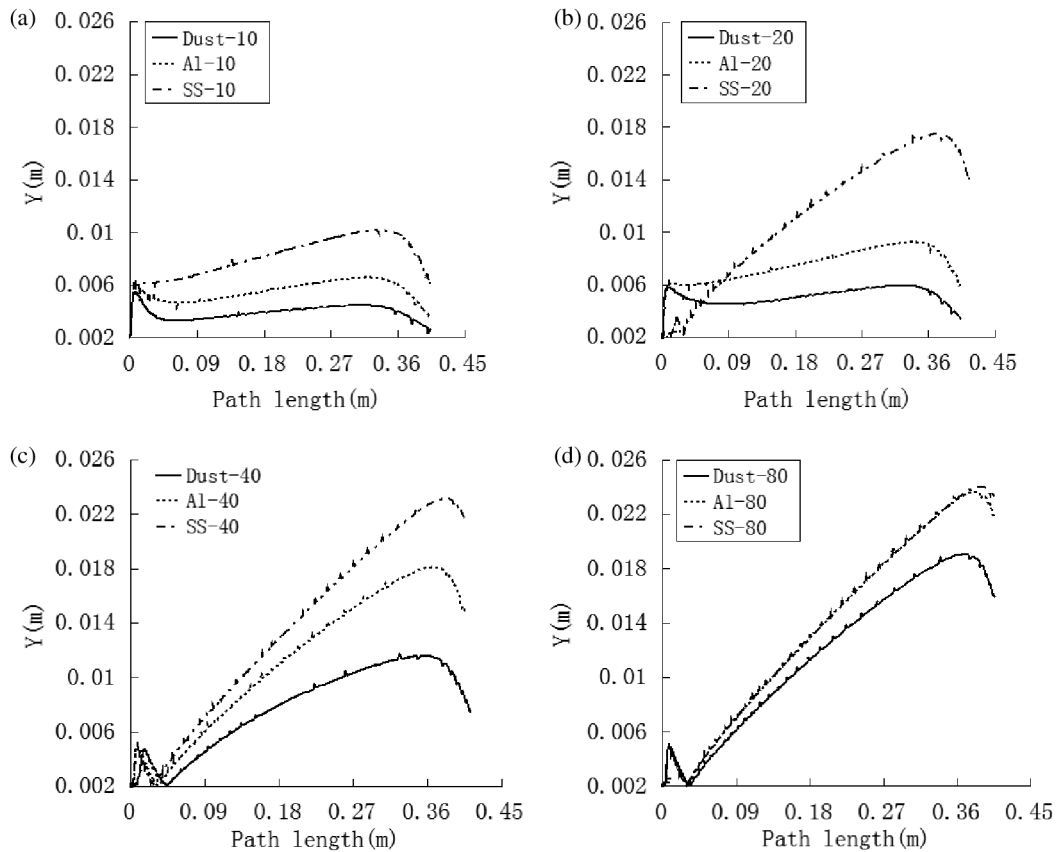 (a)
0.026
0.022
0.018
0.014
0.01
0.006
0.002
Y(m)
Dust-10
Al-10
SS-10
0 0.09 0.18 0.27 0.36 0.45
Path length(m)
(b)
0.026
0.022
0.018
0.014
0.01
0.006
0.002
Y(m)
Dust-20
Al-20
SS-20
0 0.09 0.18 0.27 0.36 0.45
Path length(m)
(c)
0.026
0.022
0.018
0.014
0.01
0.006
0.002
Y(m)
Dust-40
Al-40
SS-40
0 0.09 0.18 0.27 0.36 0.45
Path length(m)
(d)
0.026
0.022
0.018
0.014
0.01
0.006
0.002
Y(m)
Dust-80
Al-80
SS-80
0 0.09 0.18 0.27 0.36 0.45
Path length(m)